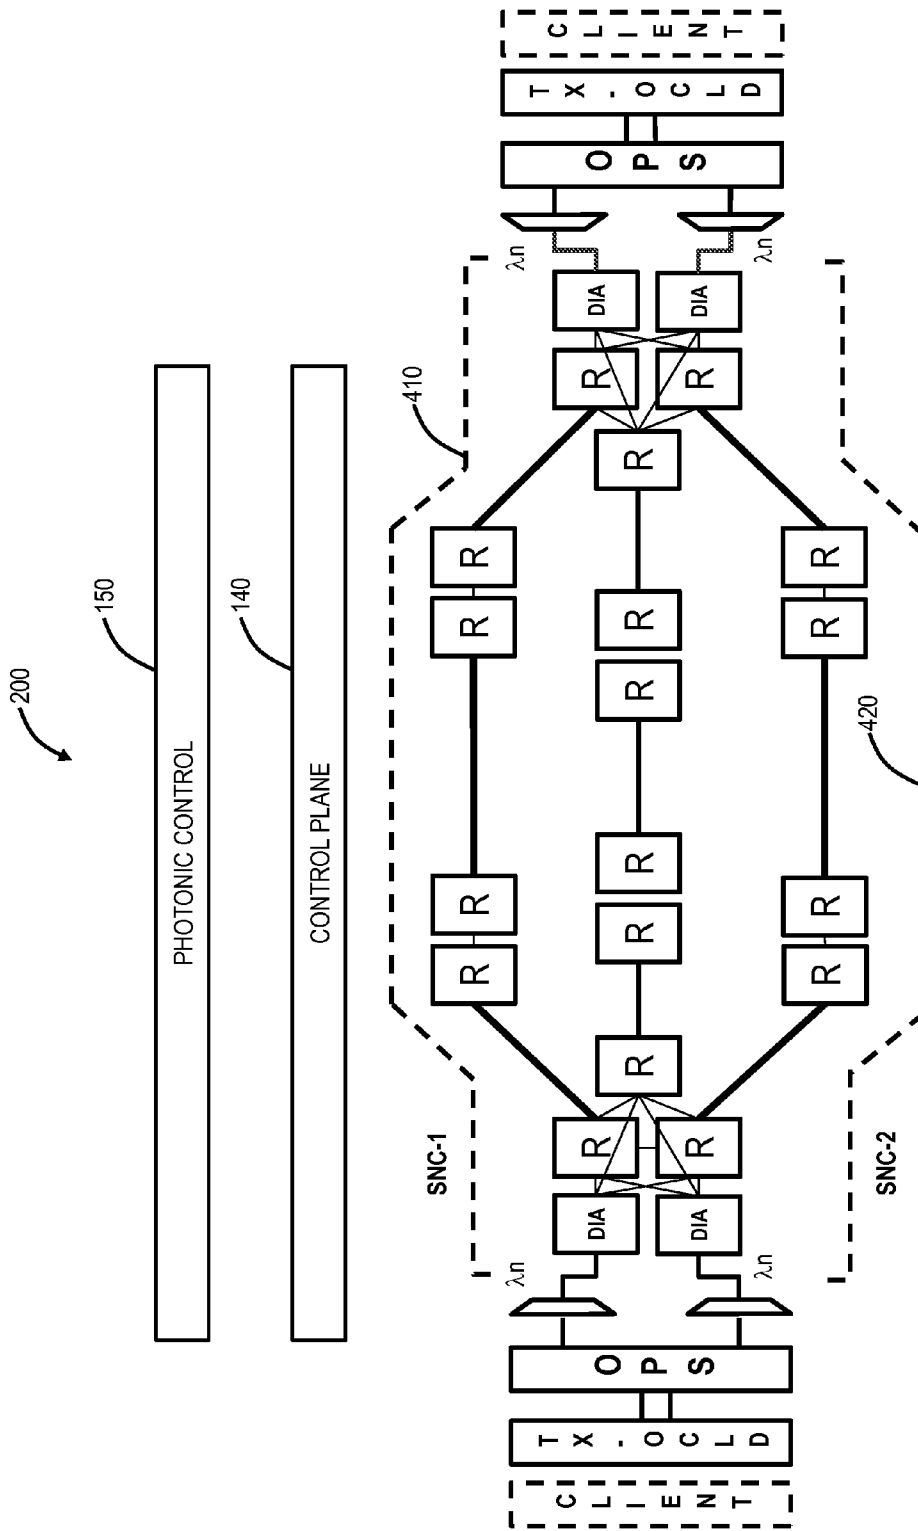 200
150
PHOTONIC CONTROL
140
CONTROL PLANE
410
SNC-1
R R R R
λn
λn
CLIENT
TX-OCLD
OPS
DIA R R DIA
R R R R R R
DIA R R DIA
OPS
TX-OCLD
CLIENT
λn
λn
R R R R
420
SNC-2